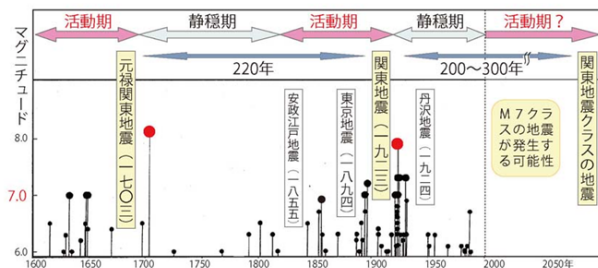 活動期
静穏期
活動期
静穏期
活動期？
マグニチュード
220年
200～300年
元禄関東地震（一七〇三）
安政江戸地震（一八五五）
東京地震（一八九四）
関東地震（一九二三）
丹沢地震（一九二四）
M7クラ
スの地震
が発生す
る可能性
関東地震クラスの地震
8.0
7.0
6.0
1600
1650
1700
1750
1800
1850
1900
1950
2000
2050年